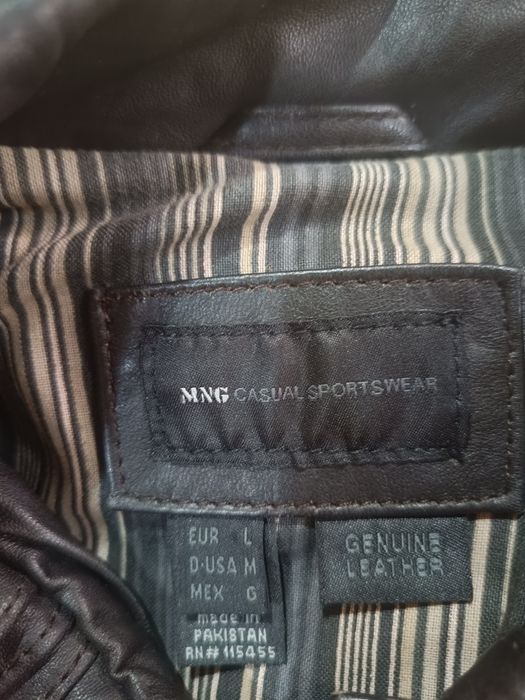 MNG CASUAL SPORTSWEAR
EUR L
D·USA M
MEX G
made in
PAKISTAN
RN# 115455
GENUINE
LEATHER